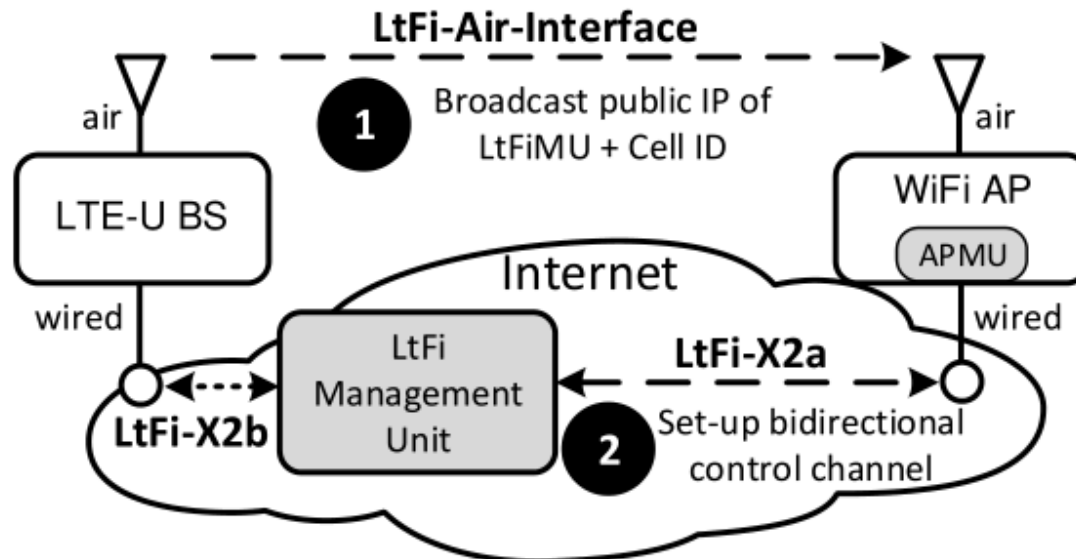 LtFi-Air-Interface
1
Broadcast public IP of
LtFiMU + Cell ID
air
air
LTE-U BS
WiFi AP
APMU
Internet
wired
wired
LtFi
Management
Unit
LtFi-X2a
LtFi-X2b
2
Set-up bidirectional
control channel